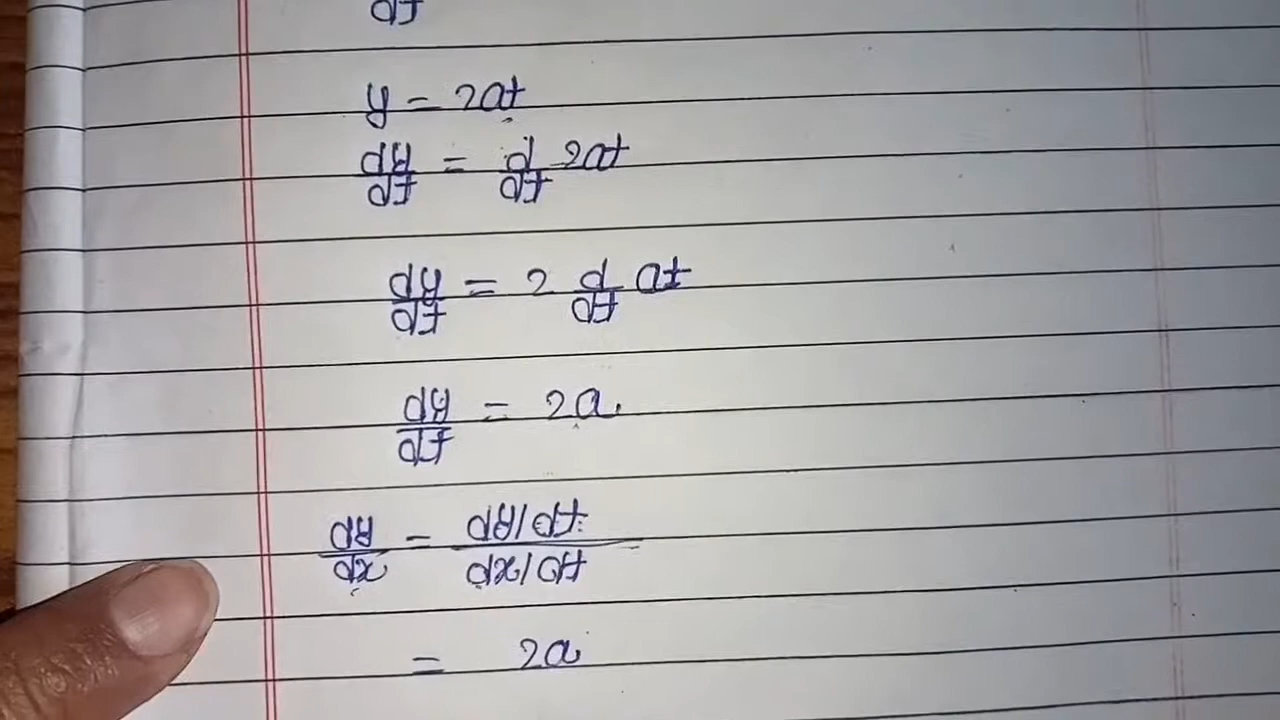 dt
y = 2at
dy/dt = d/dt 2at
dy/dt = 2 d/dt at
dy/dt = 2a
dy/dx = dy/dt / dx/dt
= 2a